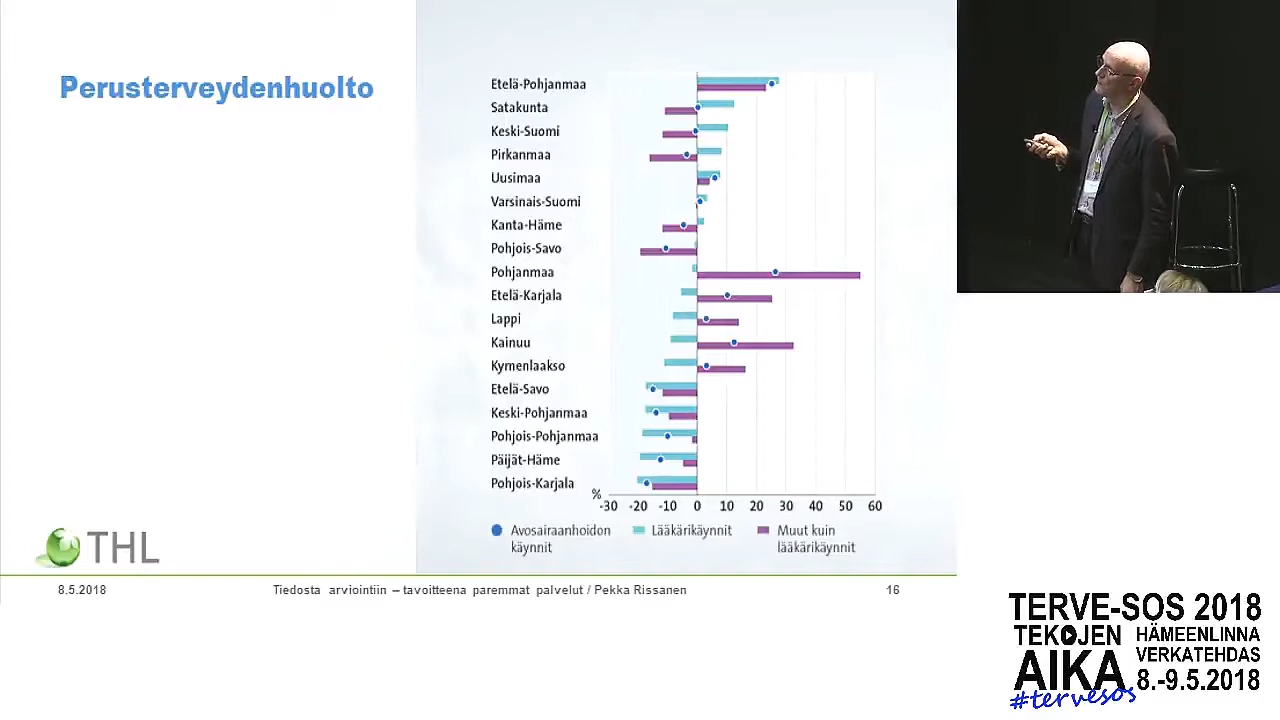 Perusterveydenhuolto
Etelä-Pohjanmaa
Satakunta
Keski-Suomi
Pirkanmaa
Uusimaa
Varsinais-Suomi
Kanta-Häme
Pohjois-Savo
Pohjanmaa
Etelä-Karjala
Lappi
Kainuu
Kymenlaakso
Etelä-Savo
Keski-Pohjanmaa
Pohjois-Pohjanmaa
Päijät-Häme
Pohjois-Karjala
%
-30 -20 -10 0 10 20 30 40 50 60
Avosairaanhoidon
käynnit
Lääkärikäynnit
Muut kuin
lääkärikäynnit
THL
8.5.2018
Tiedosta arviointiin – tavoitteena paremmat palvelut / Pekka Rissanen
16
TERVE-SOS 2018
TEKOJEN
AIKA
HÄMEENLINNA
VERKATEHDAS
8.-9.5.2018
#tervesos